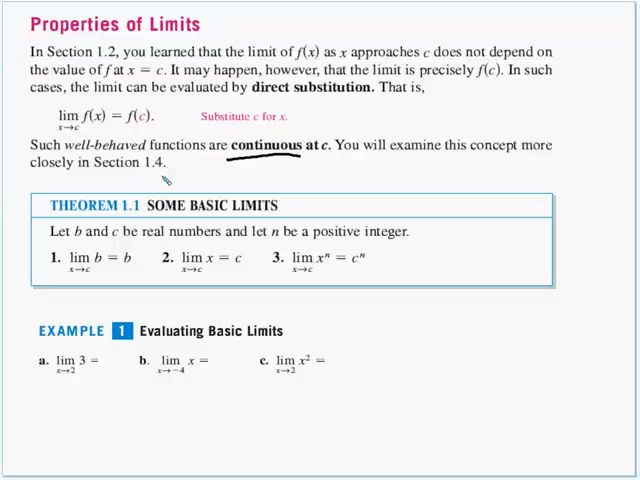 Properties of Limits
In Section 1.2, you learned that the limit of f(x) as x approaches c does not depend on
the value of f at x = c. It may happen, however, that the limit is precisely f(c). In such
cases, the limit can be evaluated by direct substitution. That is,
lim f(x) = f(c). Substitute c for x.
x→c
Such well-behaved functions are continuous at c. You will examine this concept more
closely in Section 1.4.
THEOREM 1.1 SOME BASIC LIMITS
Let b and c be real numbers and let n be a positive integer.
1. lim b = b 2. lim x = c 3. lim xⁿ = cⁿ
x→c x→c x→c
EXAMPLE 1 Evaluating Basic Limits
a. lim 3 = b. lim x = c. lim x² =
x→2 x→−4 x→2